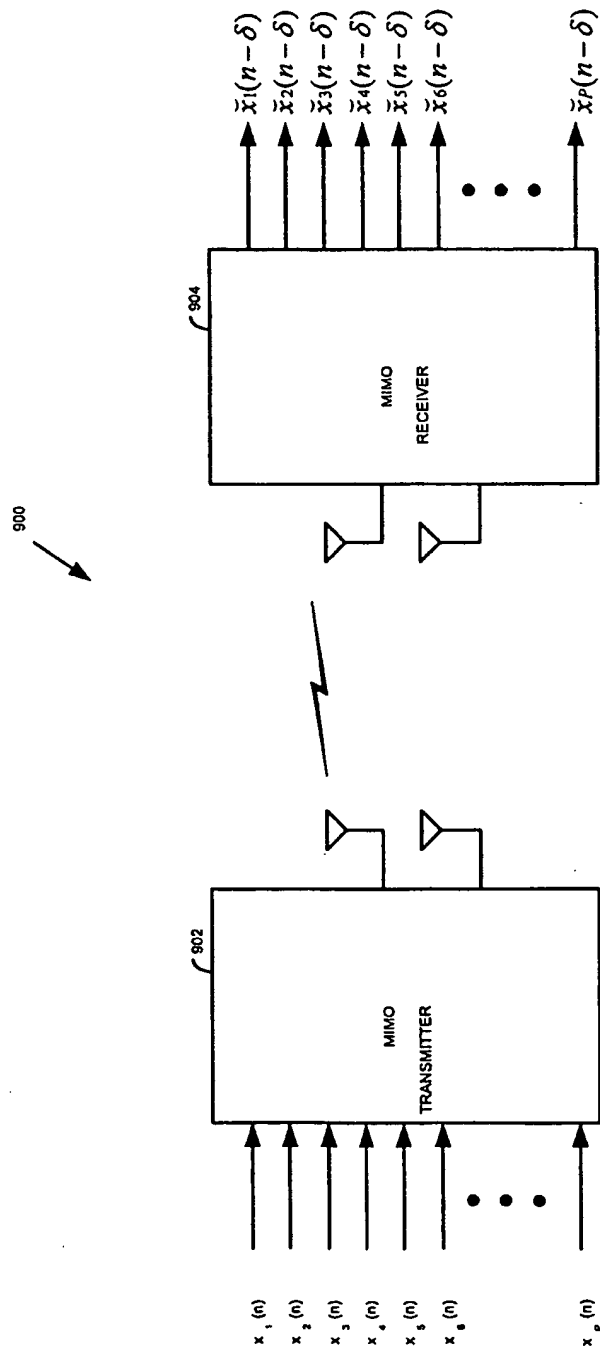 900
902
904
MIMO
TRANSMITTER
MIMO
RECEIVER
x₁(n)
x₂(n)
x₃(n)
x₄(n)
x₅(n)
x₆(n)
xₚ(n)
x̌1(n−δ)
x̌2(n−δ)
x̌3(n−δ)
x̌4(n−δ)
x̌5(n−δ)
x̌6(n−δ)
x̌P(n−δ)